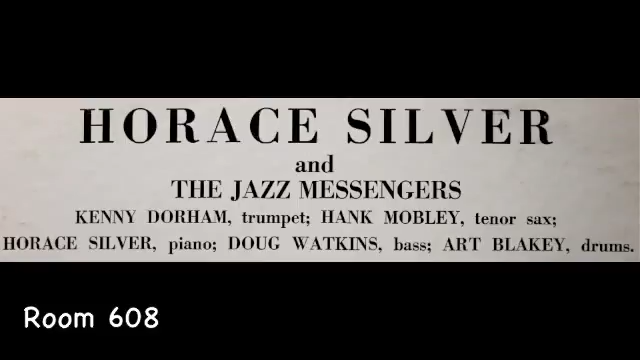 HORACE SILVER
and
THE JAZZ MESSENGERS
KENNY DORHAM, trumpet; HANK MOBLEY, tenor sax;
HORACE SILVER, piano; DOUG WATKINS, bass; ART BLAKEY, drums.
Room 608